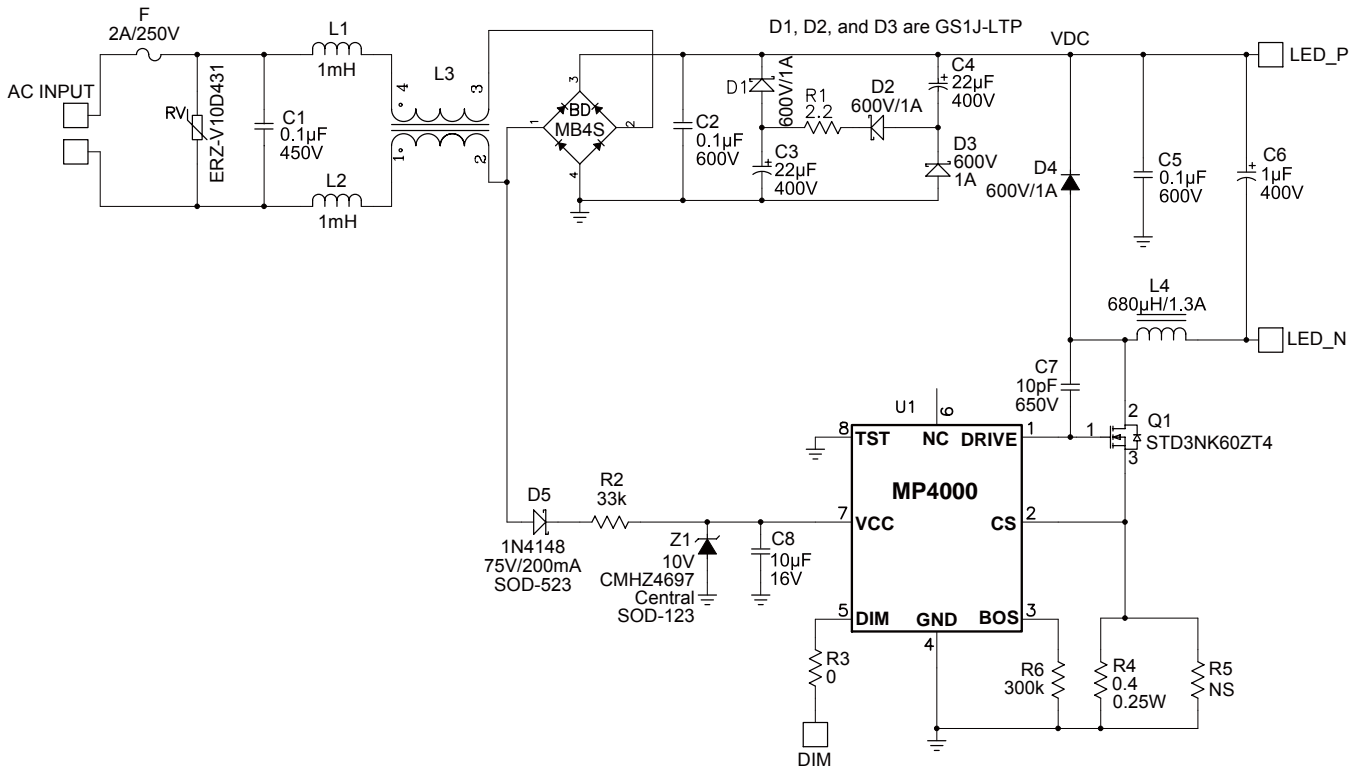 F
2A/250V
L1
1mH
D1, D2, and D3 are GS1J-LTP
VDC
LED_P
AC INPUT
RV
ERZ-V10D431
C1
0.1µF
450V
L3
4
3
1
2
L2
1mH
3
1
BD
MB4S
2
4
C2
0.1µF
600V
D1
600V/1A
R1
2.2
D2
600V/1A
C4
22µF
400V
C3
22µF
400V
D3
600V
1A
D4
600V/1A
C5
0.1µF
600V
C6
1µF
400V
L4
680µH/1.3A
LED_N
C7
10pF
650V
U1
6
8
TST
NC
DRIVE
1
1
2
3
Q1
STD3NK60ZT4
MP4000
D5
1N4148
75V/200mA
SOD-523
R2
33k
Z1
10V
CMHZ4697
Central
SOD-123
C8
10µF
16V
7
VCC
CS
2
5
DIM
GND
4
BOS
3
R3
0
DIM
R6
300k
R4
0.4
0.25W
R5
NS